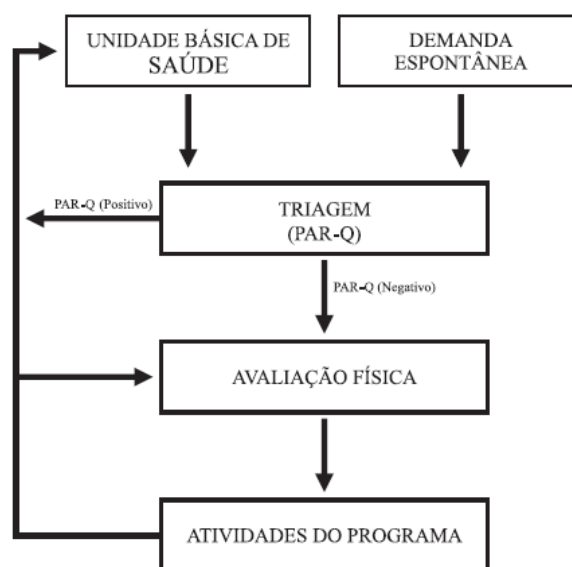 UNIDADE BÁSICA DE
SAÚDE
DEMANDA
ESPONTÂNEA
PAR-Q (Positivo)
TRIAGEM
(PAR-Q)
PAR-Q (Negativo)
AVALIAÇÃO FÍSICA
ATIVIDADES DO PROGRAMA